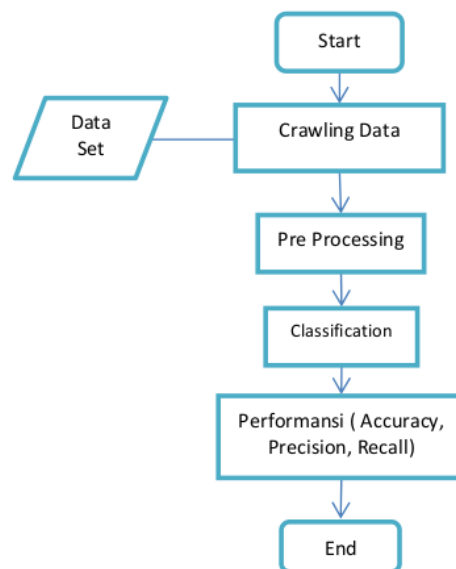 Start
Data
Set
Crawling Data
Pre Processing
Classification
Performansi ( Accuracy,
Precision, Recall)
End